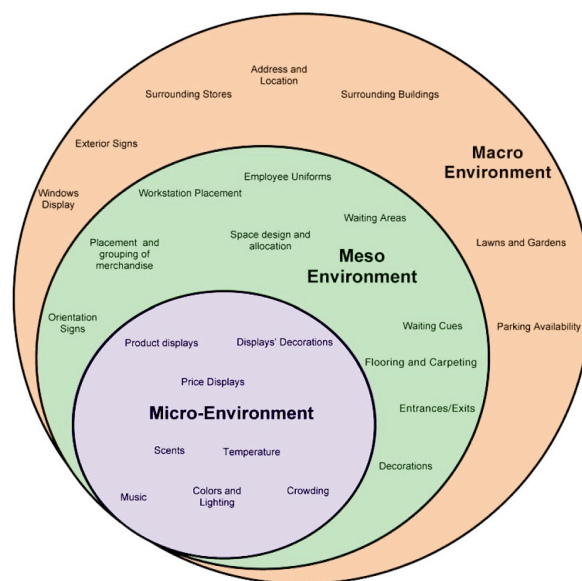 Address and
Location
Surrounding Stores
Surrounding Buildings
Exterior Signs
Macro
Environment
Windows
Display
Employee Uniforms
Workstation Placement
Waiting Areas
Placement and
grouping of
merchandise
Space design and
allocation
Lawns and Gardens
Meso
Environment
Orientation
Signs
Waiting Cues
Parking Availability
Product displays
Displays' Decorations
Flooring and Carpeting
Price Displays
Micro-Environment
Entrances/Exits
Scents
Temperature
Decorations
Music
Colors and
Lighting
Crowding